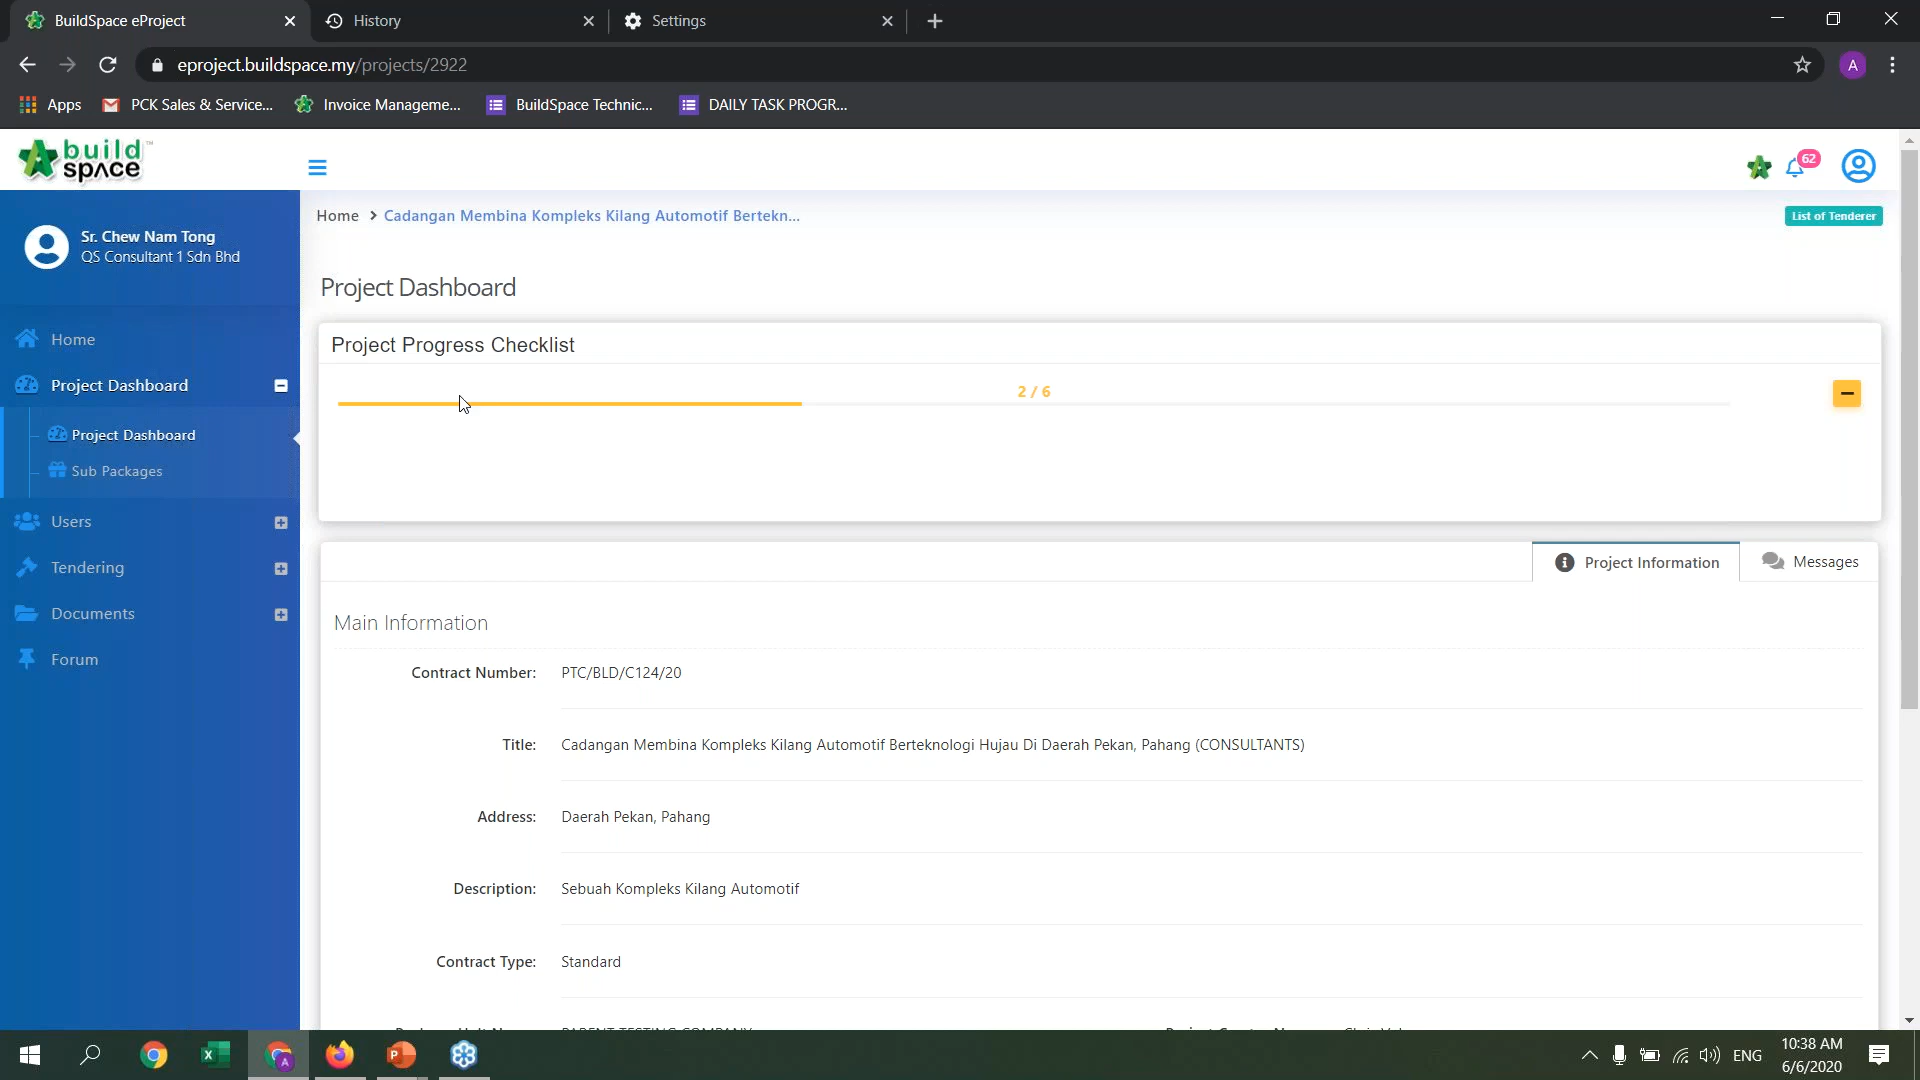 BuildSpace eProject
History
Settings
eproject.buildspace.my/projects/2922
A
Apps
PCK Sales & Service...
Invoice Manageme...
BuildSpace Technic...
DAILY TASK PROGR...
build
space
TM
62
Sr. Chew Nam Tong
QS Consultant 1 Sdn Bhd
Home
Project Dashboard
Project Dashboard
Sub Packages
Users
Tendering
Documents
Forum
Home > Cadangan Membina Kompleks Kilang Automotif Bertekn...
List of Tenderer
Project Dashboard
Project Progress Checklist
2 / 6
Project Information
Messages
Main Information
Contract Number: PTC/BLD/C124/20
Title: Cadangan Membina Kompleks Kilang Automotif Berteknologi Hujau Di Daerah Pekan, Pahang (CONSULTANTS)
Address: Daerah Pekan, Pahang
Description: Sebuah Kompleks Kilang Automotif
Contract Type: Standard
PARENT TESTING COMPANY
ENG
10:38 AM
6/6/2020